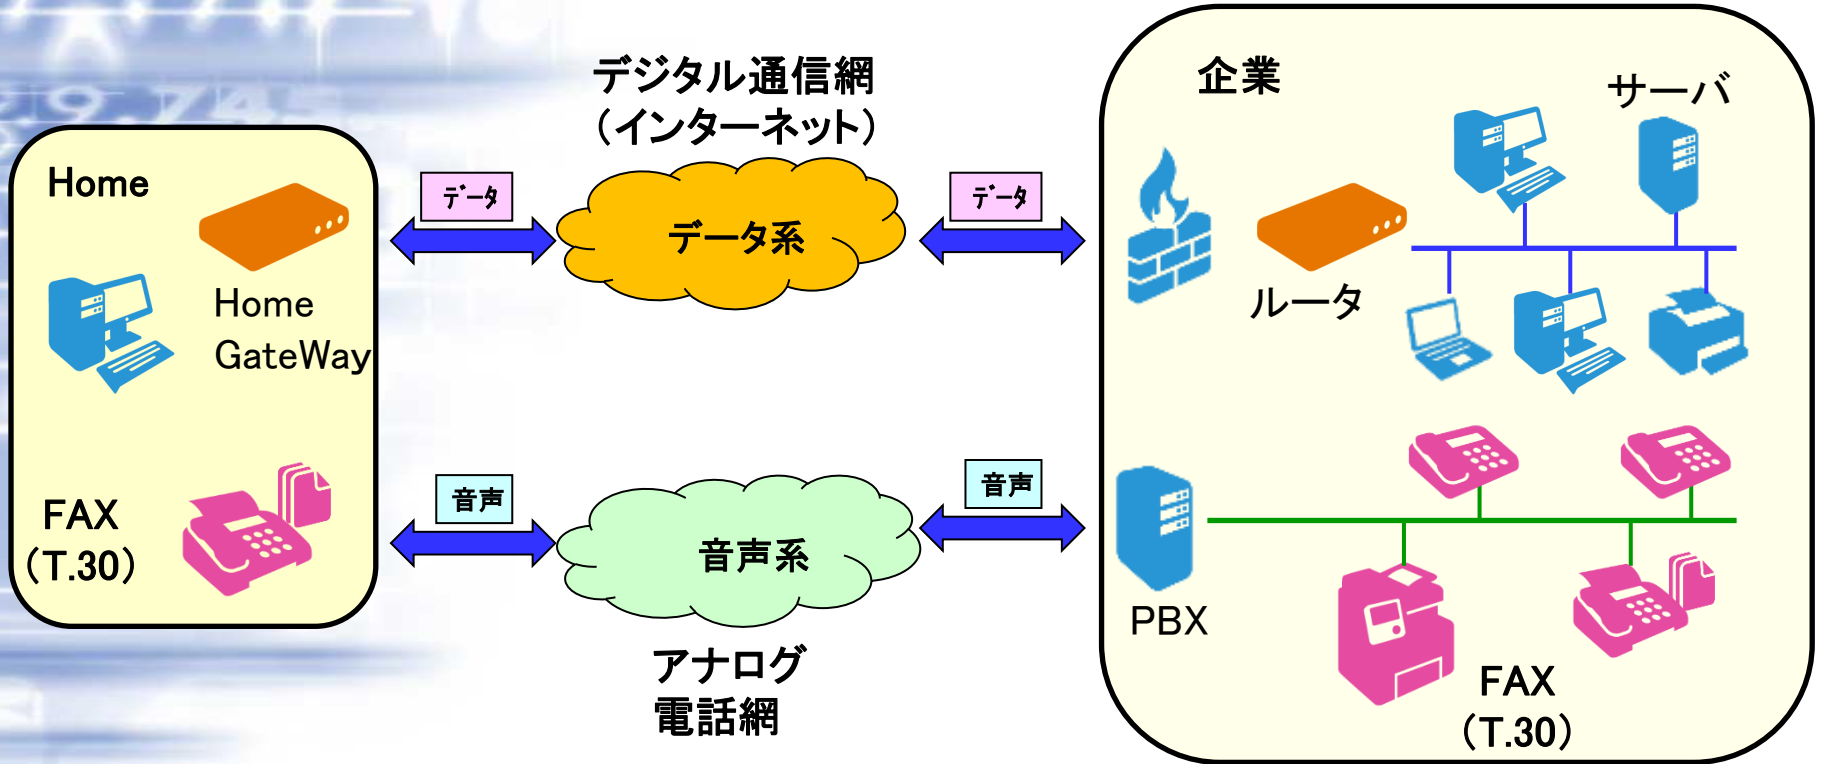 デジタル通信網
（インターネット）
Home
Home
GateWay
FAX
（T.30）
ﾃﾞｰﾀ
データ系
ﾃﾞｰﾀ
音声
音声系
音声
アナログ
電話網
企業
サーバ
ルータ
PBX
FAX
（T.30）